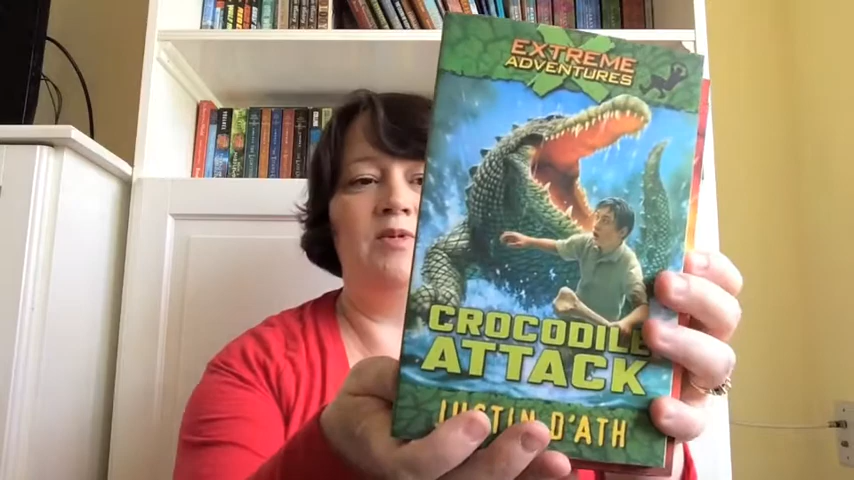 EXTREME
ADVENTURES
CROCODILE
ATTACK
JUSTIN D'ATH